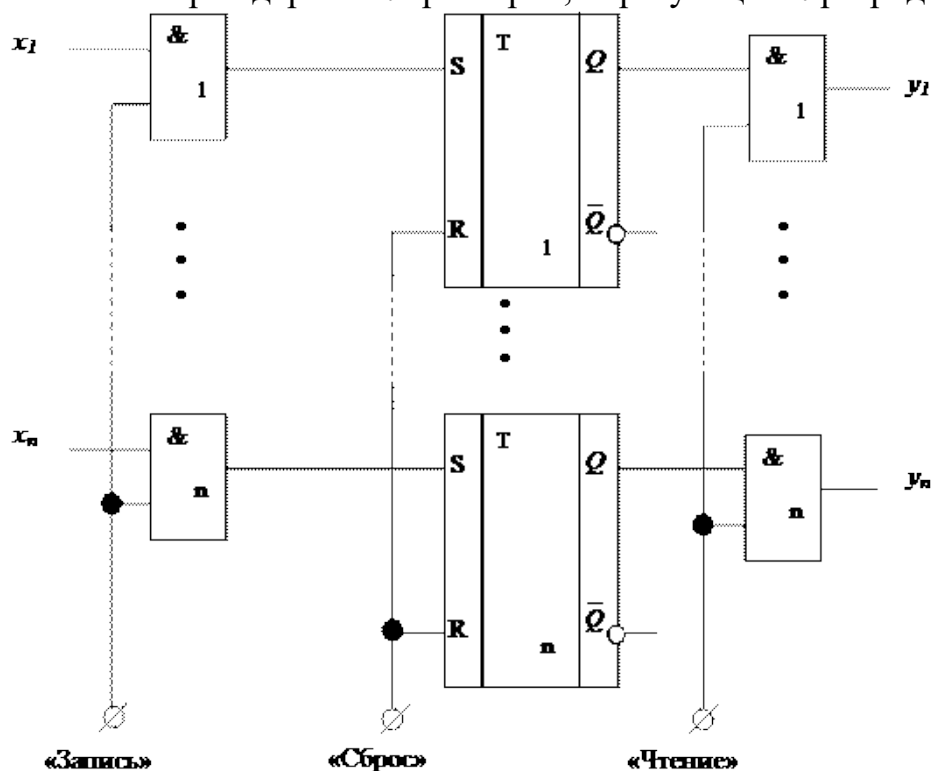 x₁ & 1 S T Q & 1 y₁
R 1 Q̅
xₙ & n S T Q & n yₙ
R n Q̅
«Запись» «Сброс» «Чтение»